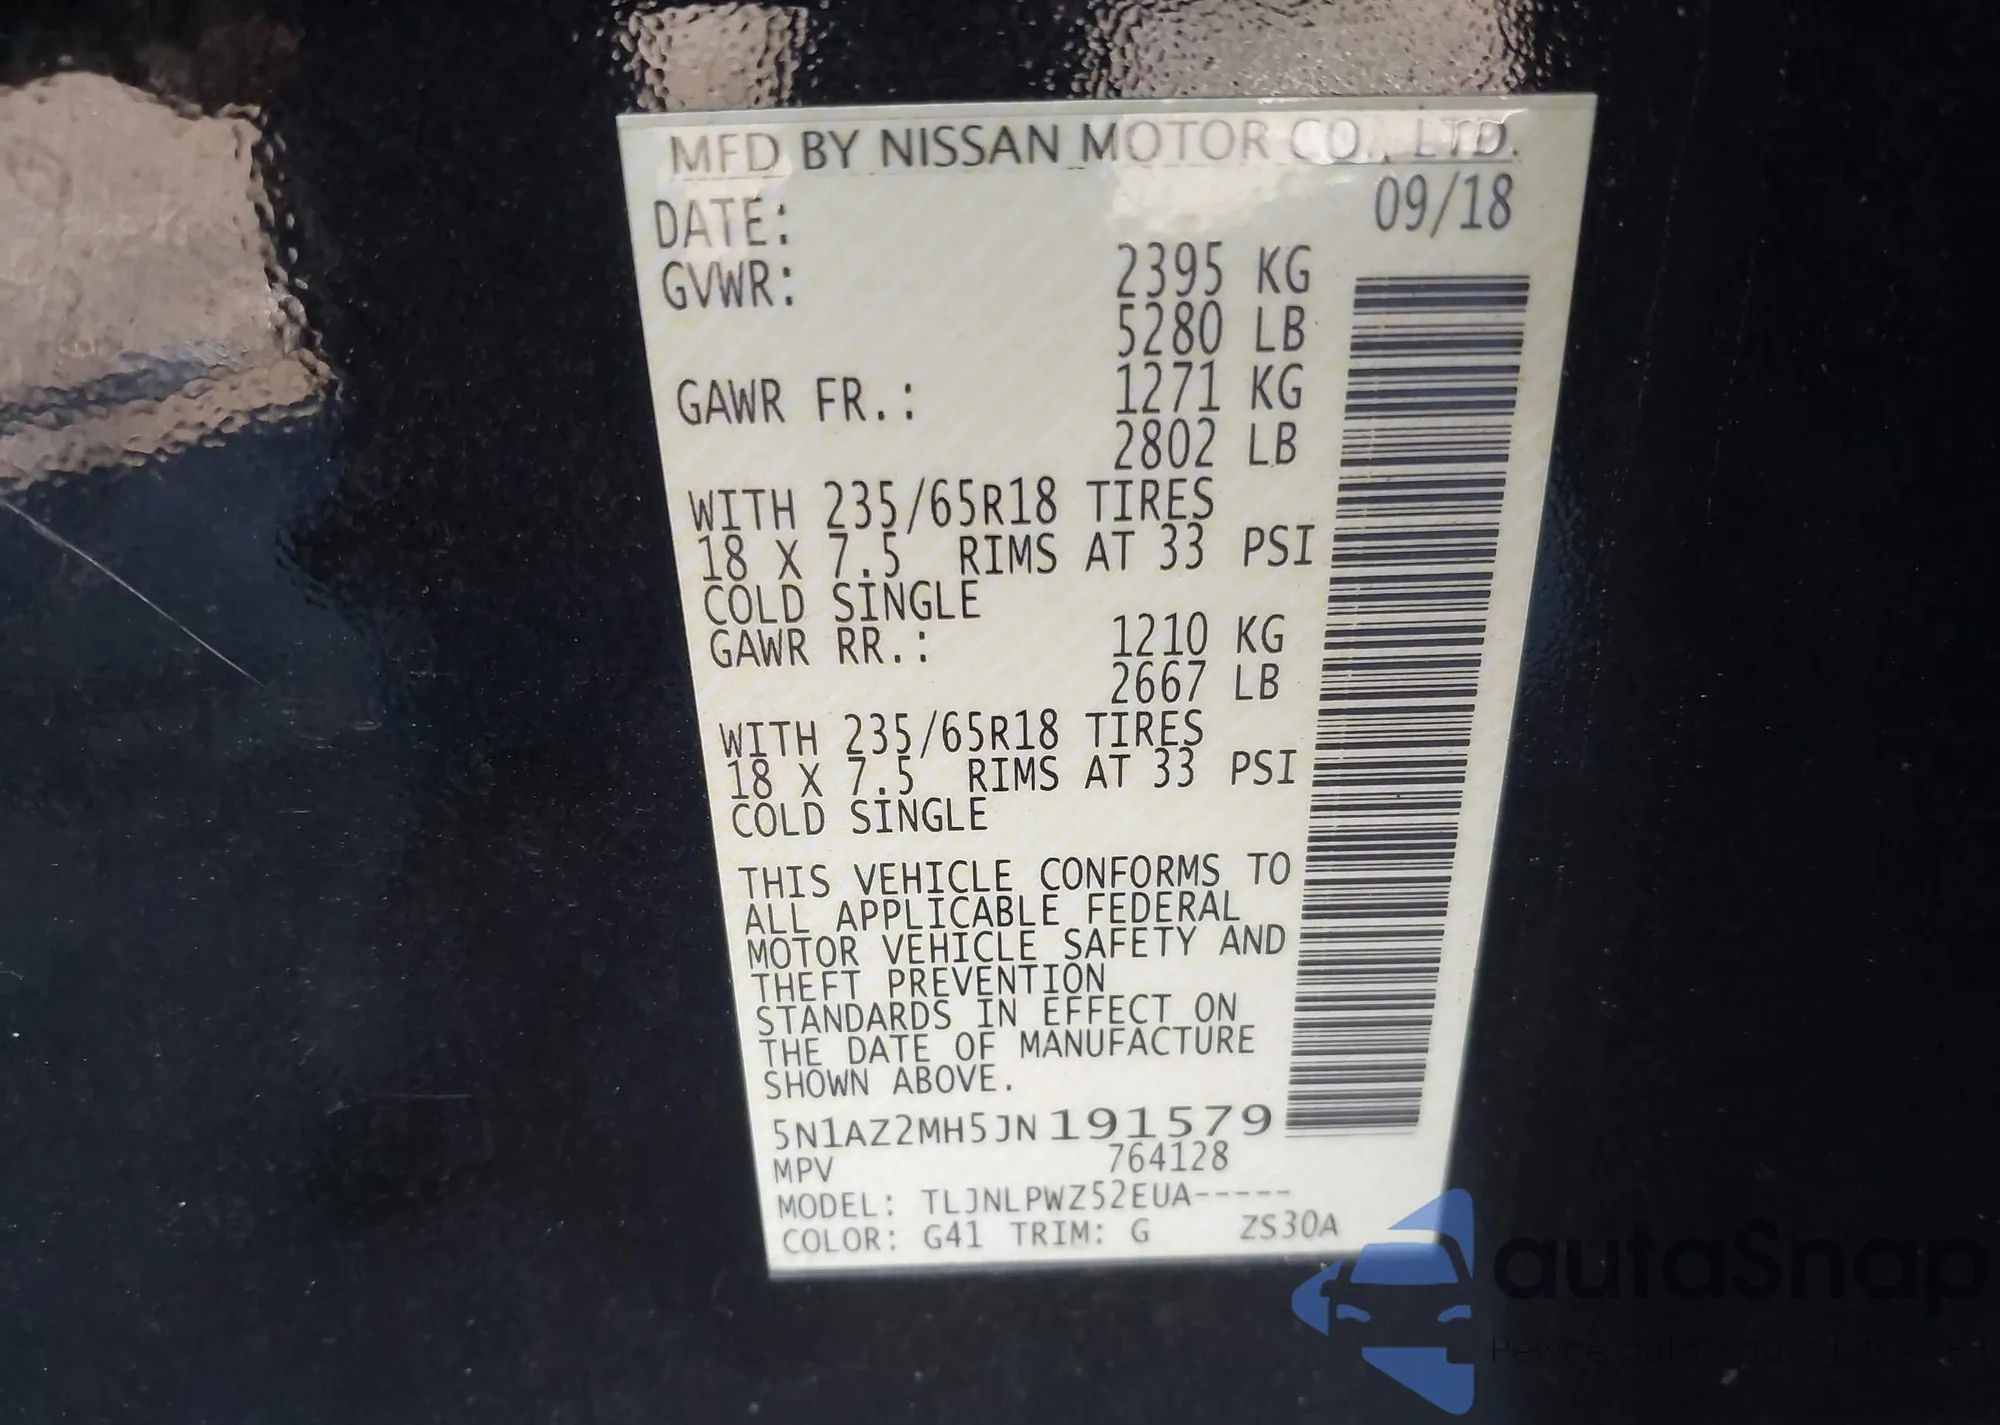 MFD BY NISSAN MOTOR CO., LTD.
DATE: 09/18
GVWR: 2395 KG
5280 LB
GAWR FR.: 1271 KG
2802 LB
WITH 235/65R18 TIRES
18 X 7.5 RIMS AT 33 PSI
COLD SINGLE
GAWR RR.: 1210 KG
2667 LB
WITH 235/65R18 TIRES
18 X 7.5 RIMS AT 33 PSI
COLD SINGLE
THIS VEHICLE CONFORMS TO
ALL APPLICABLE FEDERAL
MOTOR VEHICLE SAFETY AND
THEFT PREVENTION
STANDARDS IN EFFECT ON
THE DATE OF MANUFACTURE
SHOWN ABOVE.
5N1AZ2MH5JN191579
MPV 764128
MODEL: TLJNLPWZ52EUA-----
COLOR: G41 TRIM: G ZS30A
autaSnap